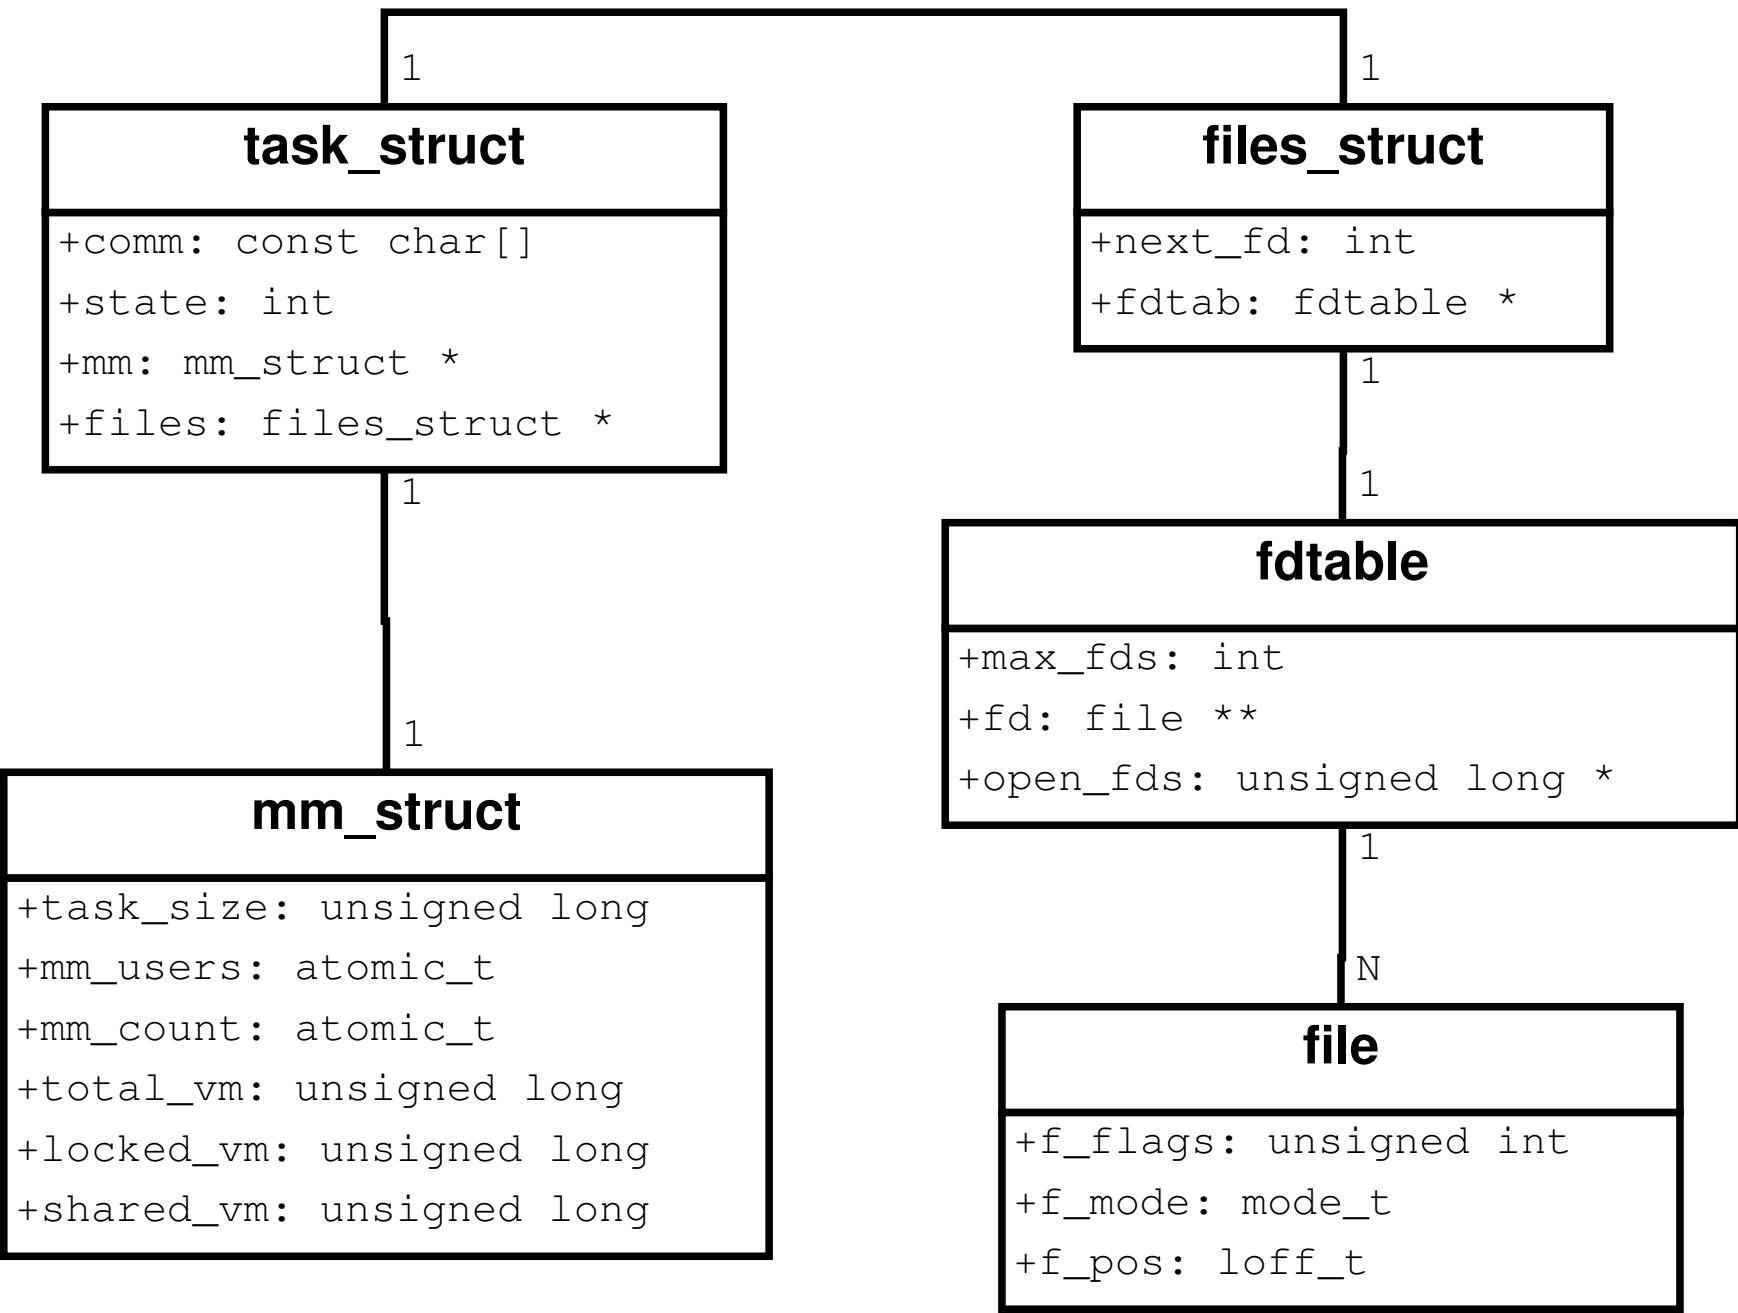 1
1
task_struct
+comm: const char[]
+state: int
+mm: mm_struct *
+files: files_struct *
1
1
mm_struct
+task_size: unsigned long
+mm_users: atomic_t
+mm_count: atomic_t
+total_vm: unsigned long
+locked_vm: unsigned long
+shared_vm: unsigned long
files_struct
+next_fd: int
+fdtab: fdtable *
1
1
fdtable
+max_fds: int
+fd: file **
+open_fds: unsigned long *
1
N
file
+f_flags: unsigned int
+f_mode: mode_t
+f_pos: loff_t